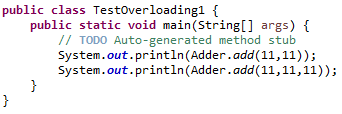 public class TestOverloading1 {
    public static void main(String[] args) {
        // TODO Auto-generated method stub
        System.out.println(Adder.add(11,11));
        System.out.println(Adder.add(11,11,11));
    }
}